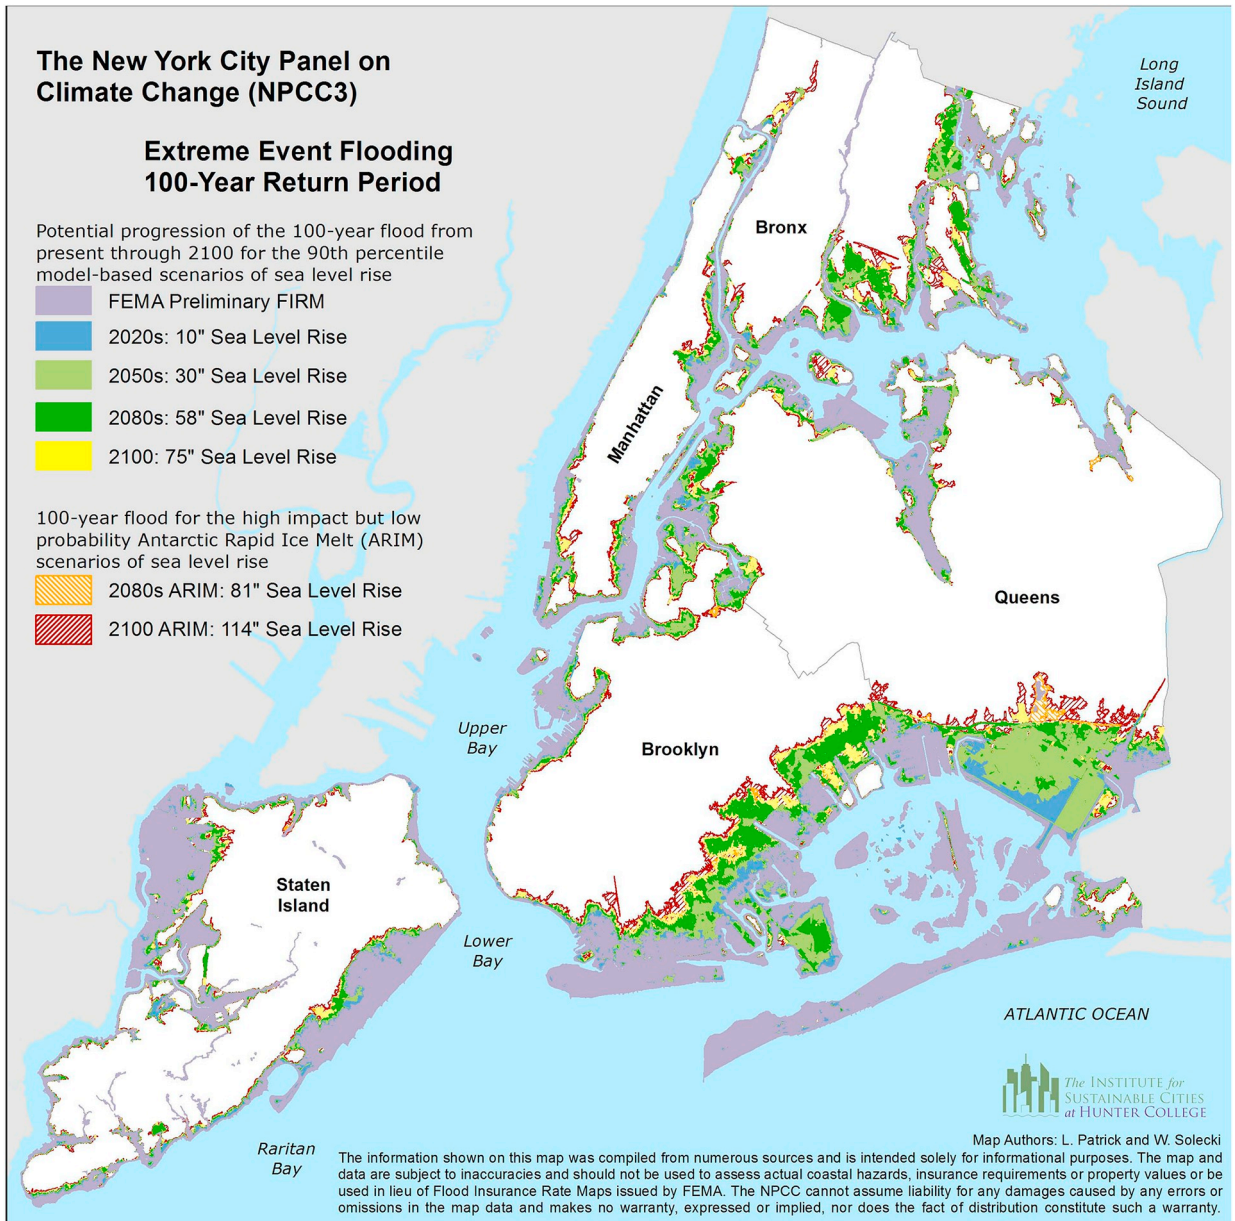 The New York City Panel on
Climate Change (NPCC3)
Extreme Event Flooding
100-Year Return Period
Potential progression of the 100-year flood from
present through 2100 for the 90th percentile
model-based scenarios of sea level rise
FEMA Preliminary FIRM
2020s: 10" Sea Level Rise
2050s: 30" Sea Level Rise
2080s: 58" Sea Level Rise
2100: 75" Sea Level Rise
100-year flood for the high impact but low
probability Antarctic Rapid Ice Melt (ARIM)
scenarios of sea level rise
2080s ARIM: 81" Sea Level Rise
2100 ARIM: 114" Sea Level Rise
Long
Island
Sound
Bronx
Manhattan
Queens
Upper
Bay
Brooklyn
Staten
Island
Lower
Bay
ATLANTIC OCEAN
Raritan
Bay
The INSTITUTE for
SUSTAINABLE CITIES
at HUNTER COLLEGE
Map Authors: L. Patrick and W. Solecki
The information shown on this map was compiled from numerous sources and is intended solely for informational purposes. The map and
data are subject to inaccuracies and should not be used to assess actual coastal hazards, insurance requirements or property values or be
used in lieu of Flood Insurance Rate Maps issued by FEMA. The NPCC cannot assume liability for any damages caused by any errors or
omissions in the map data and makes no warranty, expressed or implied, nor does the fact of distribution constitute such a warranty.